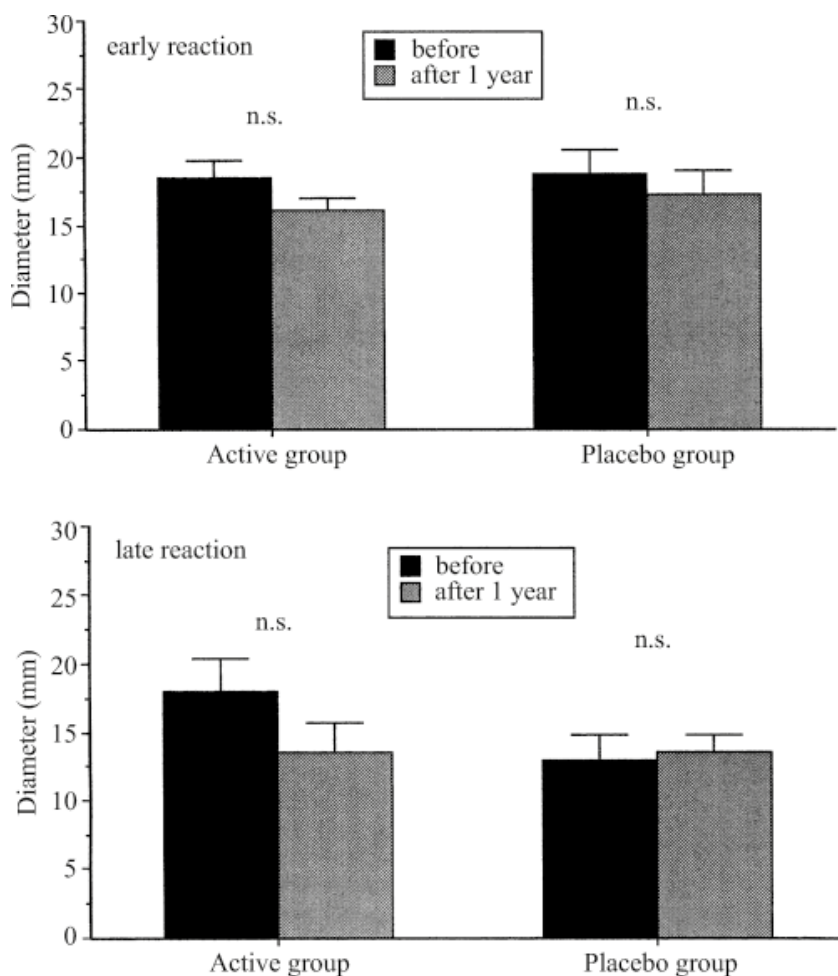 30
early reaction
before
after 1 year
25
n.s.
n.s.
20
15
10
5
0
Diameter (mm)
Active group
Placebo group
30
late reaction
before
after 1 year
25
n.s.
n.s.
20
15
10
5
0
Diameter (mm)
Active group
Placebo group